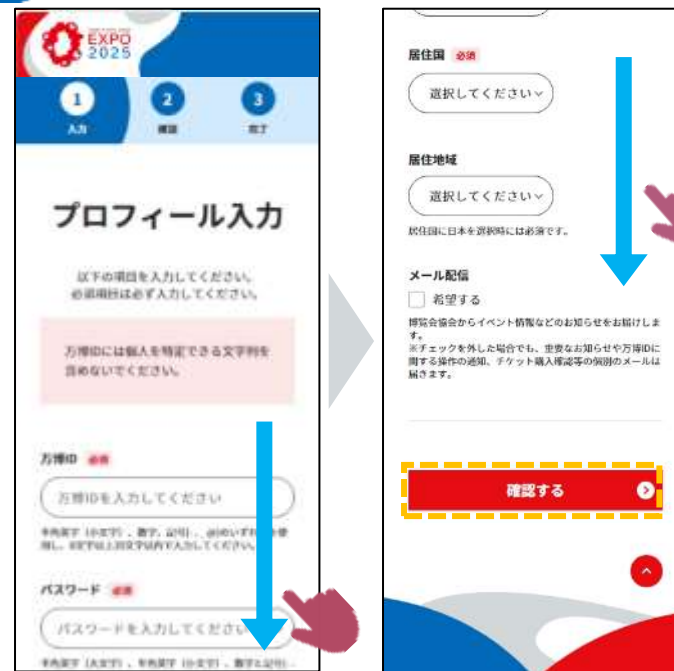 EXPO
2025
1
2
3
入力
確認
完了
プロフィール入力
以下の項目を入力してください。
必須項目は必ず入力してください。
万博IDには個人を特定できる文字列を
含めないでください。
万博ID 必須
万博IDを入力してください
パスワード 必須
パスワードを入力してください
居住国 必須
選択してください
居住地域
選択してください
居住国に日本を選択時には必須です。
メール配信
希望する
博覧会協会からイベント情報などのお知らせをお届けしま
す。
※チェックを外した場合でも、重要なお知らせや万博IDに
関する操作の通知、チケット購入確認等の個別のメールは
届きます。
確認する